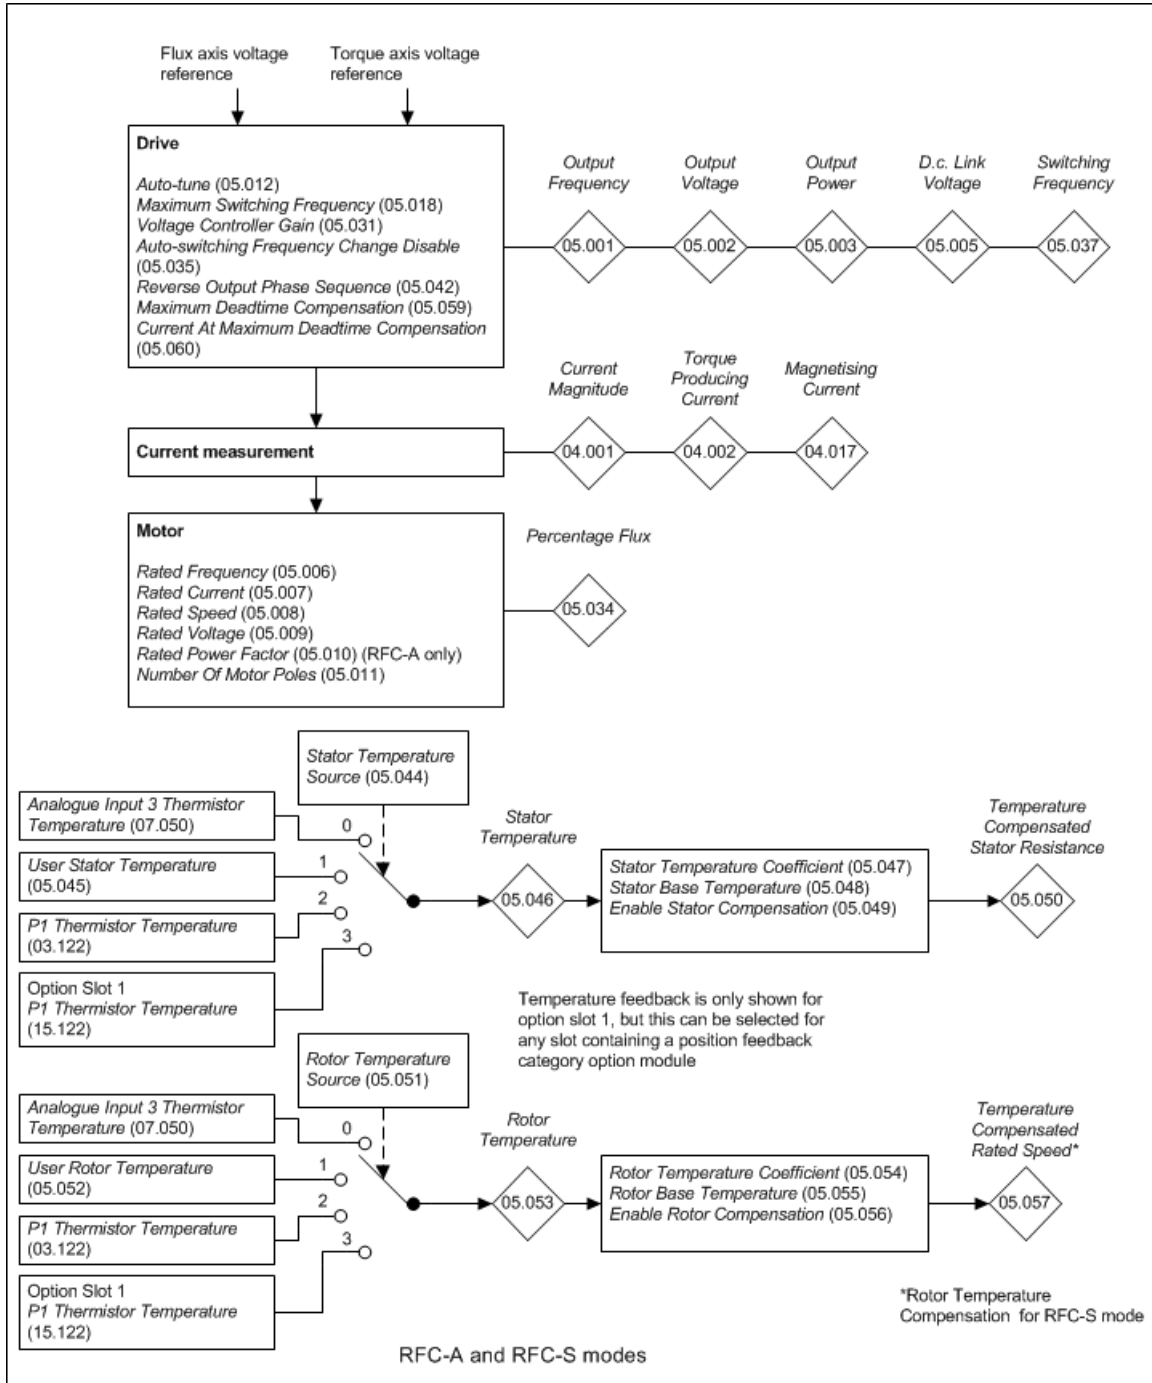 Flux axis voltage
reference
Torque axis voltage
reference
Drive
Auto-tune (05.012)
Maximum Switching Frequency (05.018)
Voltage Controller Gain (05.031)
Auto-switching Frequency Change Disable
(05.035)
Reverse Output Phase Sequence (05.042)
Maximum Deadtime Compensation (05.059)
Current At Maximum Deadtime Compensation
(05.060)
Output
Frequency
Output
Voltage
Output
Power
D.c. Link
Voltage
Switching
Frequency
05.001
05.002
05.003
05.005
05.037
Current
Magnitude
Torque
Producing
Current
Magnetising
Current
Current measurement
04.001
04.002
04.017
Motor
Rated Frequency (05.006)
Rated Current (05.007)
Rated Speed (05.008)
Rated Voltage (05.009)
Rated Power Factor (05.010) (RFC-A only)
Number Of Motor Poles (05.011)
Percentage Flux
05.034
Stator Temperature
Source (05.044)
Analogue Input 3 Thermistor
Temperature (07.050)
User Stator Temperature
(05.045)
P1 Thermistor Temperature
(03.122)
Option Slot 1
P1 Thermistor Temperature
(15.122)
0
1
2
3
Stator
Temperature
05.046
Stator Temperature Coefficient (05.047)
Stator Base Temperature (05.048)
Enable Stator Compensation (05.049)
Temperature
Compensated
Stator Resistance
05.050
Temperature feedback is only shown for
option slot 1, but this can be selected for
any slot containing a position feedback
category option module
Rotor Temperature
Source (05.051)
Analogue Input 3 Thermistor
Temperature (07.050)
User Rotor Temperature
(05.052)
P1 Thermistor Temperature
(03.122)
Option Slot 1
P1 Thermistor Temperature
(15.122)
0
1
2
3
Rotor
Temperature
05.053
Rotor Temperature Coefficient (05.054)
Rotor Base Temperature (05.055)
Enable Rotor Compensation (05.056)
Temperature
Compensated
Rated Speed*
05.057
*Rotor Temperature
Compensation for RFC-S mode
RFC-A and RFC-S modes